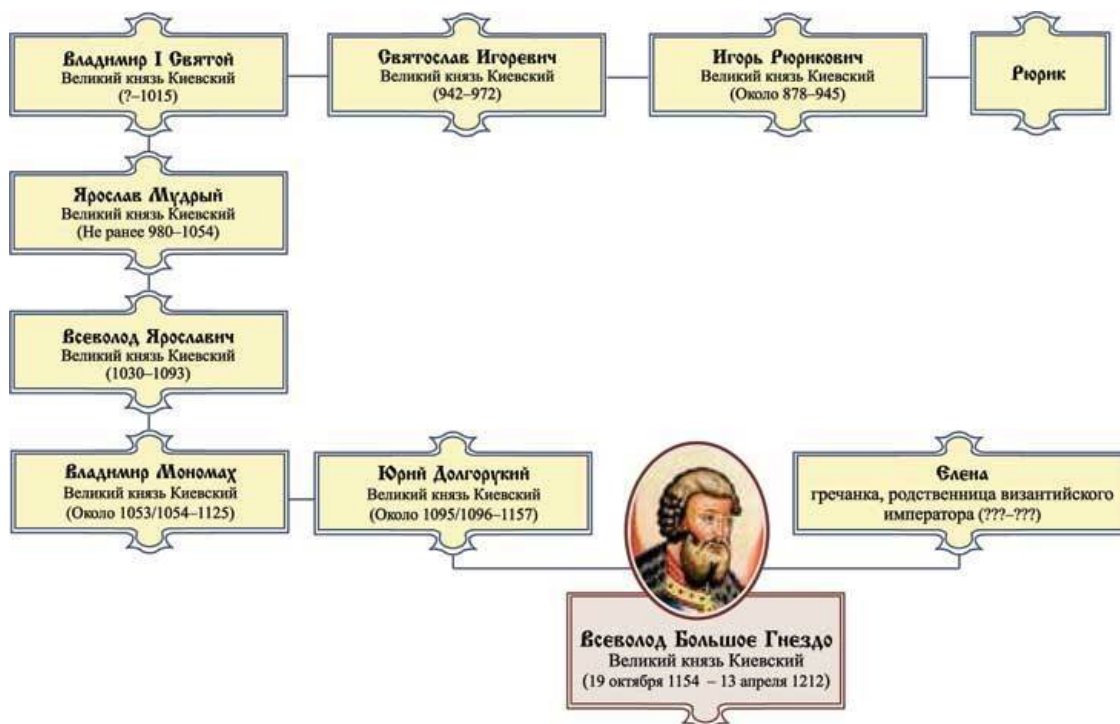 Владимир I Святой
Великий князь Киевский
(?–1015)
Святослав Игоревич
Великий князь Киевский
(942–972)
Игорь Рюрикович
Великий князь Киевский
(Около 878–945)
Рюрик
Ярослав Мудрый
Великий князь Киевский
(Не ранее 980–1054)
Всеволод Ярославич
Великий князь Киевский
(1030–1093)
Владимир Мономах
Великий князь Киевский
(Около 1053/1054–1125)
Юрий Долгорукий
Великий князь Киевский
(Около 1095/1096–1157)
Елена
гречанка, родственница византийского
императора (???–???)
Всеволод Большое Гнездо
Великий князь Киевский
(19 октября 1154 – 13 апреля 1212)